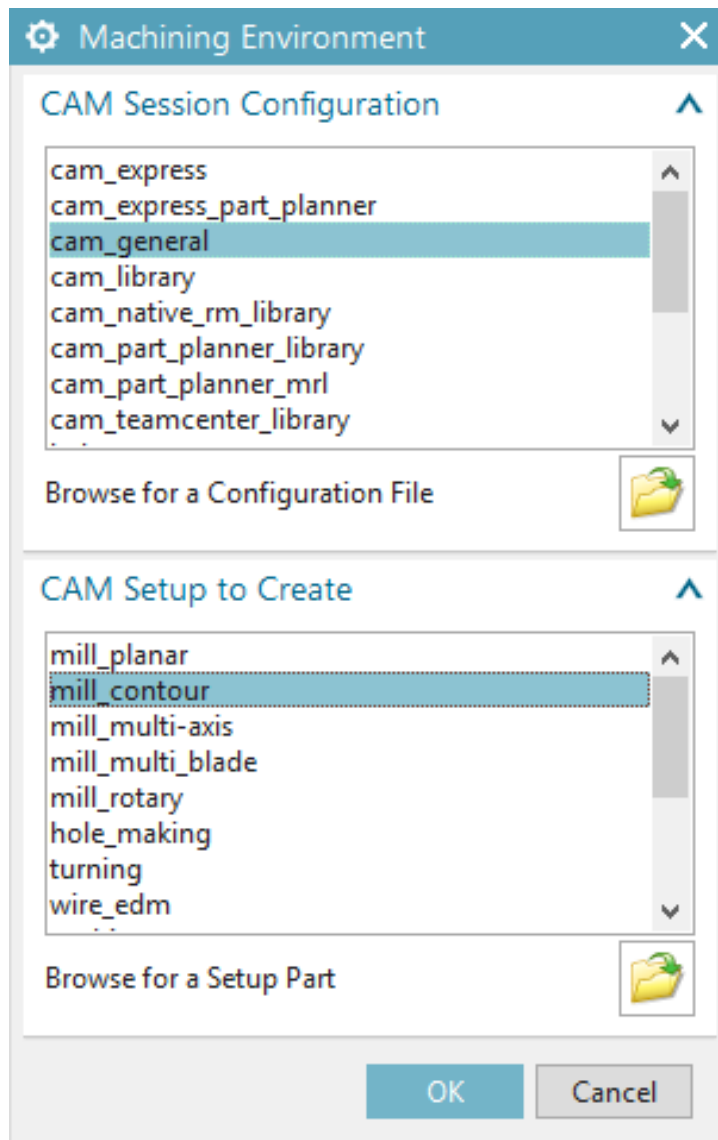 Machining Environment
CAM Session Configuration
cam_express
cam_express_part_planner
cam_general
cam_library
cam_native_rm_library
cam_part_planner_library
cam_part_planner_mrl
cam_teamcenter_library
Browse for a Configuration File
CAM Setup to Create
mill_planar
mill_contour
mill_multi-axis
mill_multi_blade
mill_rotary
hole_making
turning
wire_edm
Browse for a Setup Part
OK Cancel